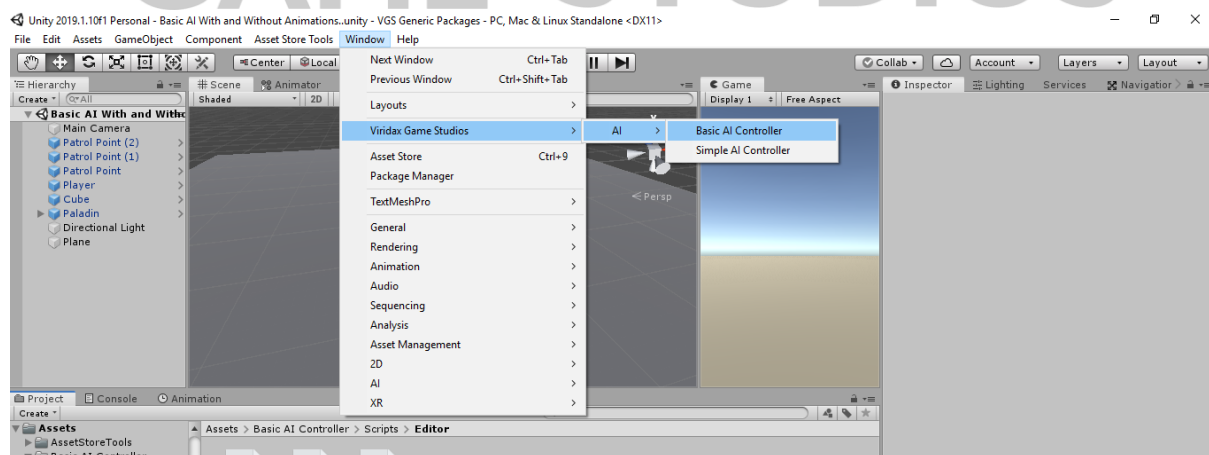 GAME STUDIOS
Unity 2019.1.10f1 Personal - Basic AI With and Without Animations..unity - VGS Generic Packages - PC, Mac & Linux Standalone <DX11>
File Edit Assets GameObject Component Asset Store Tools Window Help
Center Local Collab Account Layers Layout
Hierarchy # Scene Animator Game Inspector Lighting Services Navigation
Create All Shaded 2D Display 1 Free Aspect
Basic AI With and Witho
Main Camera
Patrol Point (2)
Patrol Point (1)
Patrol Point
Player
Cube
Paladin
Directional Light
Plane
Next Window Ctrl+Tab
Previous Window Ctrl+Shift+Tab
Layouts >
Viridax Game Studios >
Asset Store Ctrl+9
Package Manager
TextMeshPro >
General >
Rendering >
Animation >
Audio >
Sequencing >
Analysis >
Asset Management >
2D >
AI >
XR >
AI >
Basic AI Controller
Simple AI Controller
< Persp
Project Console Animation
Create
Assets
AssetStoreTools
Basic AI Controller
Assets > Basic AI Controller > Scripts > Editor